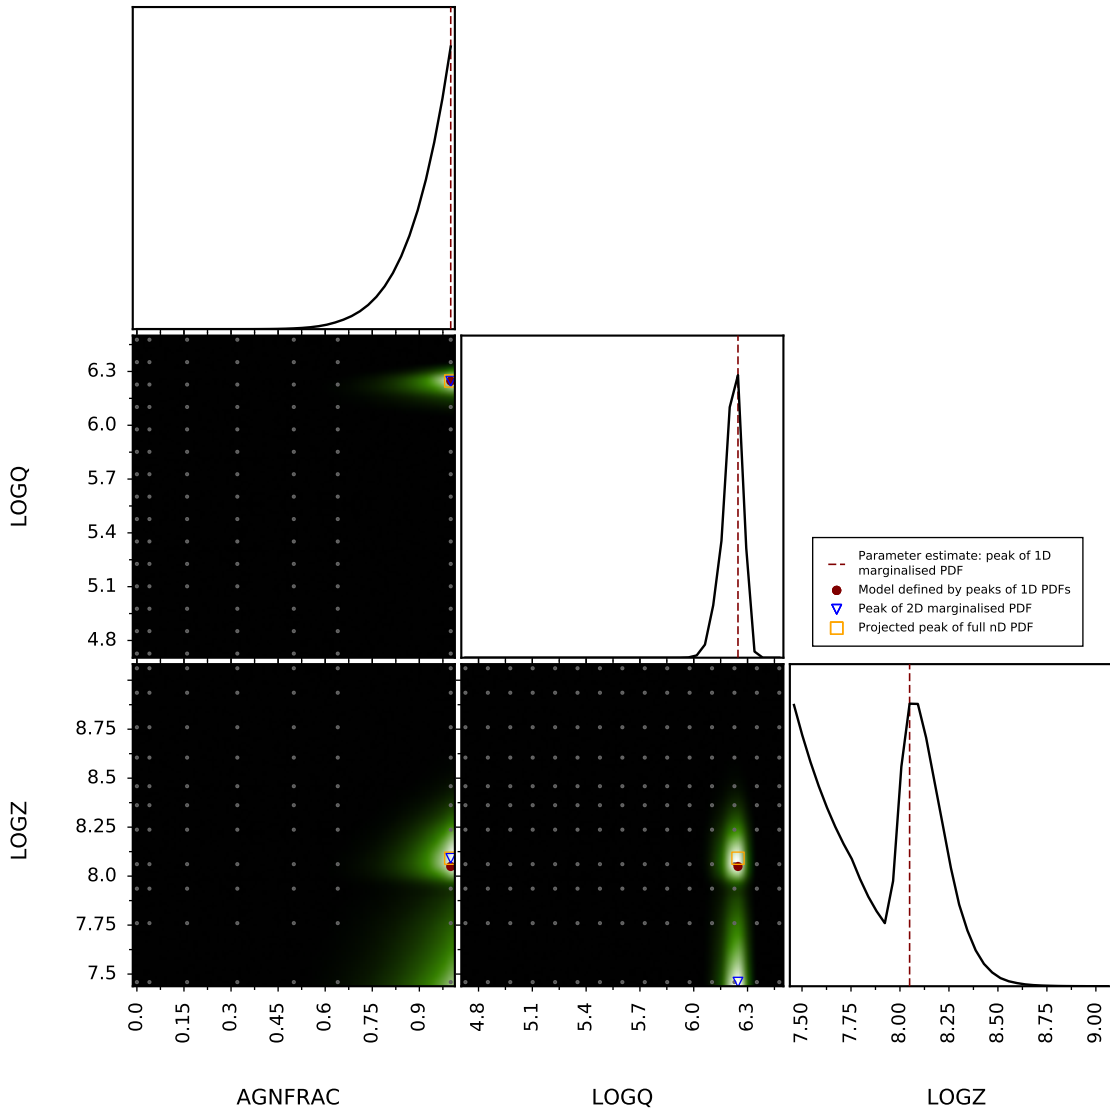 6.3
6.0
5.7
5.4
5.1
4.8
LOGQ
Parameter estimate: peak of 1D
marginalised PDF
Model defined by peaks of 1D PDFs
Peak of 2D marginalised PDF
Projected peak of full nD PDF
8.75
8.5
8.25
8.0
7.75
7.5
LOGZ
0.0 0.15 0.3 0.45 0.6 0.75 0.9
4.8 5.1 5.4 5.7 6.0 6.3
7.50 7.75 8.00 8.25 8.50 8.75 9.00
AGNFRAC LOGQ LOGZ